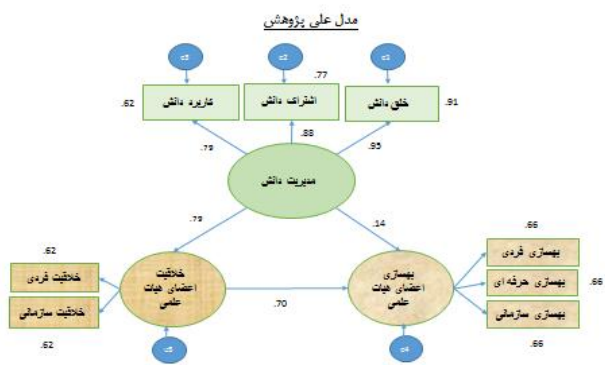 مدل علی پژوهش
e3
e2
e1
.77
.62
کاربرد دانش
اشتراک دانش
خلق دانش
.91
.79
.88
.95
مدیریت دانش
.79
.14
.62
.66
خلاقیت فردی
خلاقیت
اعضای هیات
علمی
بهسازی
اعضای هیات
علمی
بهسازی فردی
بهسازی حرفه ای
.66
خلاقیت سازمانی
.70
بهسازی سازمانی
.62
e5
e4
.66